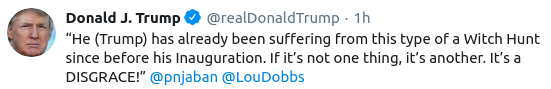 Donald J. Trump @realDonaldTrump · 1h
“He (Trump) has already been suffering from this type of a Witch Hunt
since before his Inauguration. If it’s not one thing, it’s another. It’s a
DISGRACE!” @pnjaban @LouDobbs